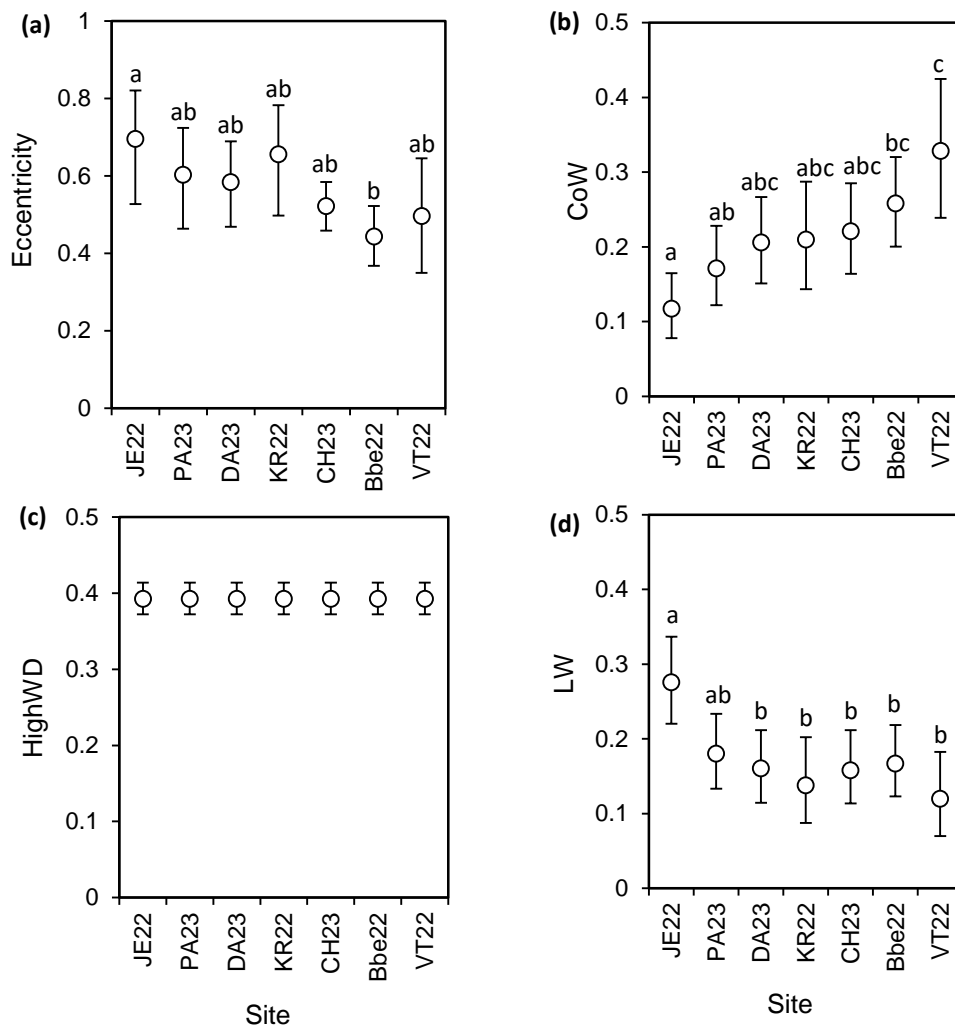 (a)
Eccentricity
1
0.8
0.6
0.4
0.2
0
a
ab
ab
ab
ab
b
ab
JE22
PA23
DA23
KR22
CH23
Bbe22
VT22
(b)
CoW
0.5
0.4
0.3
0.2
0.1
0
a
ab
abc
abc
abc
bc
c
JE22
PA23
DA23
KR22
CH23
Bbe22
VT22
(c)
HighWD
0.5
0.4
0.3
0.2
0.1
0
JE22
PA23
DA23
KR22
CH23
Bbe22
VT22
Site
(d)
LW
0.5
0.4
0.3
0.2
0.1
0
a
ab
b
b
b
b
b
JE22
PA23
DA23
KR22
CH23
Bbe22
VT22
Site